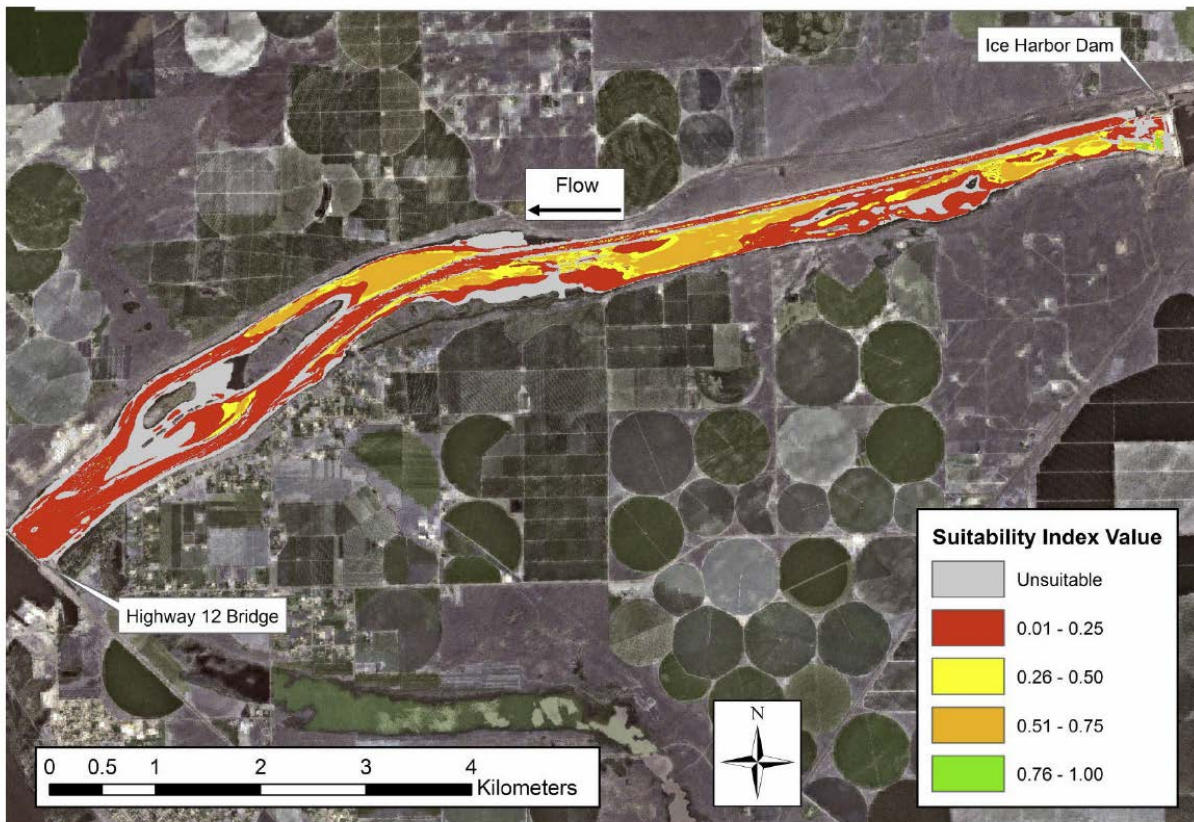 Ice Harbor Dam
Flow
Highway 12 Bridge
Suitability Index Value
Unsuitable
0.01 - 0.25
0.26 - 0.50
0.51 - 0.75
0.76 - 1.00
N
0 0.5 1 2 3 4
Kilometers